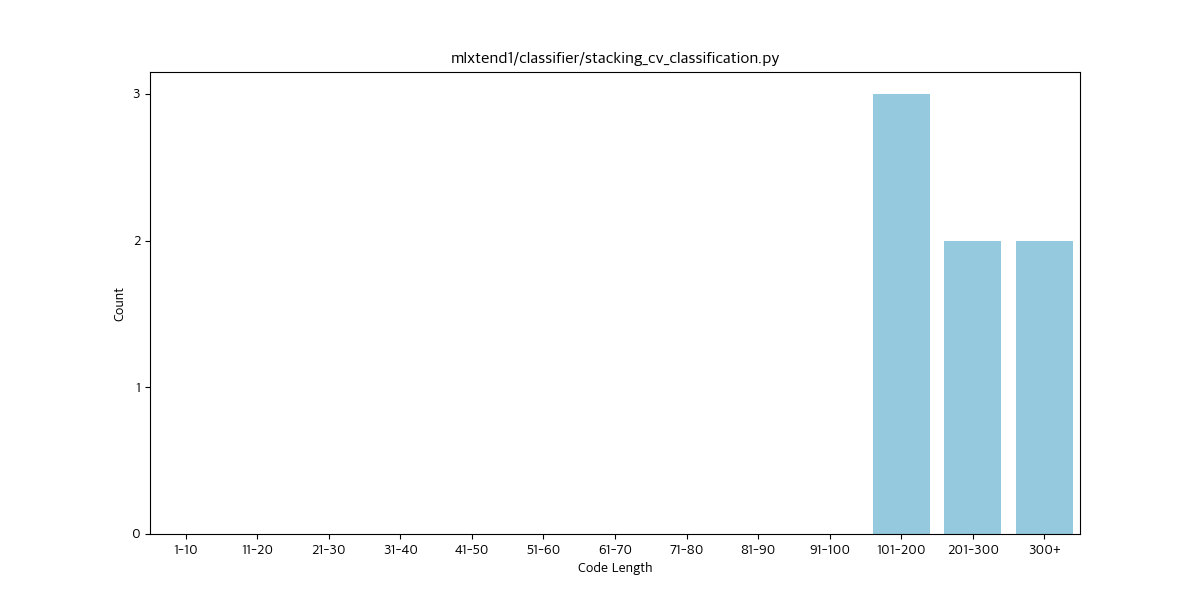 mlxtend1/classifier/stacking_cv_classification.py
3
2
1
0
Count
1-10 11-20 21-30 31-40 41-50 51-60 61-70 71-80 81-90 91-100 101-200 201-300 300+
Code Length